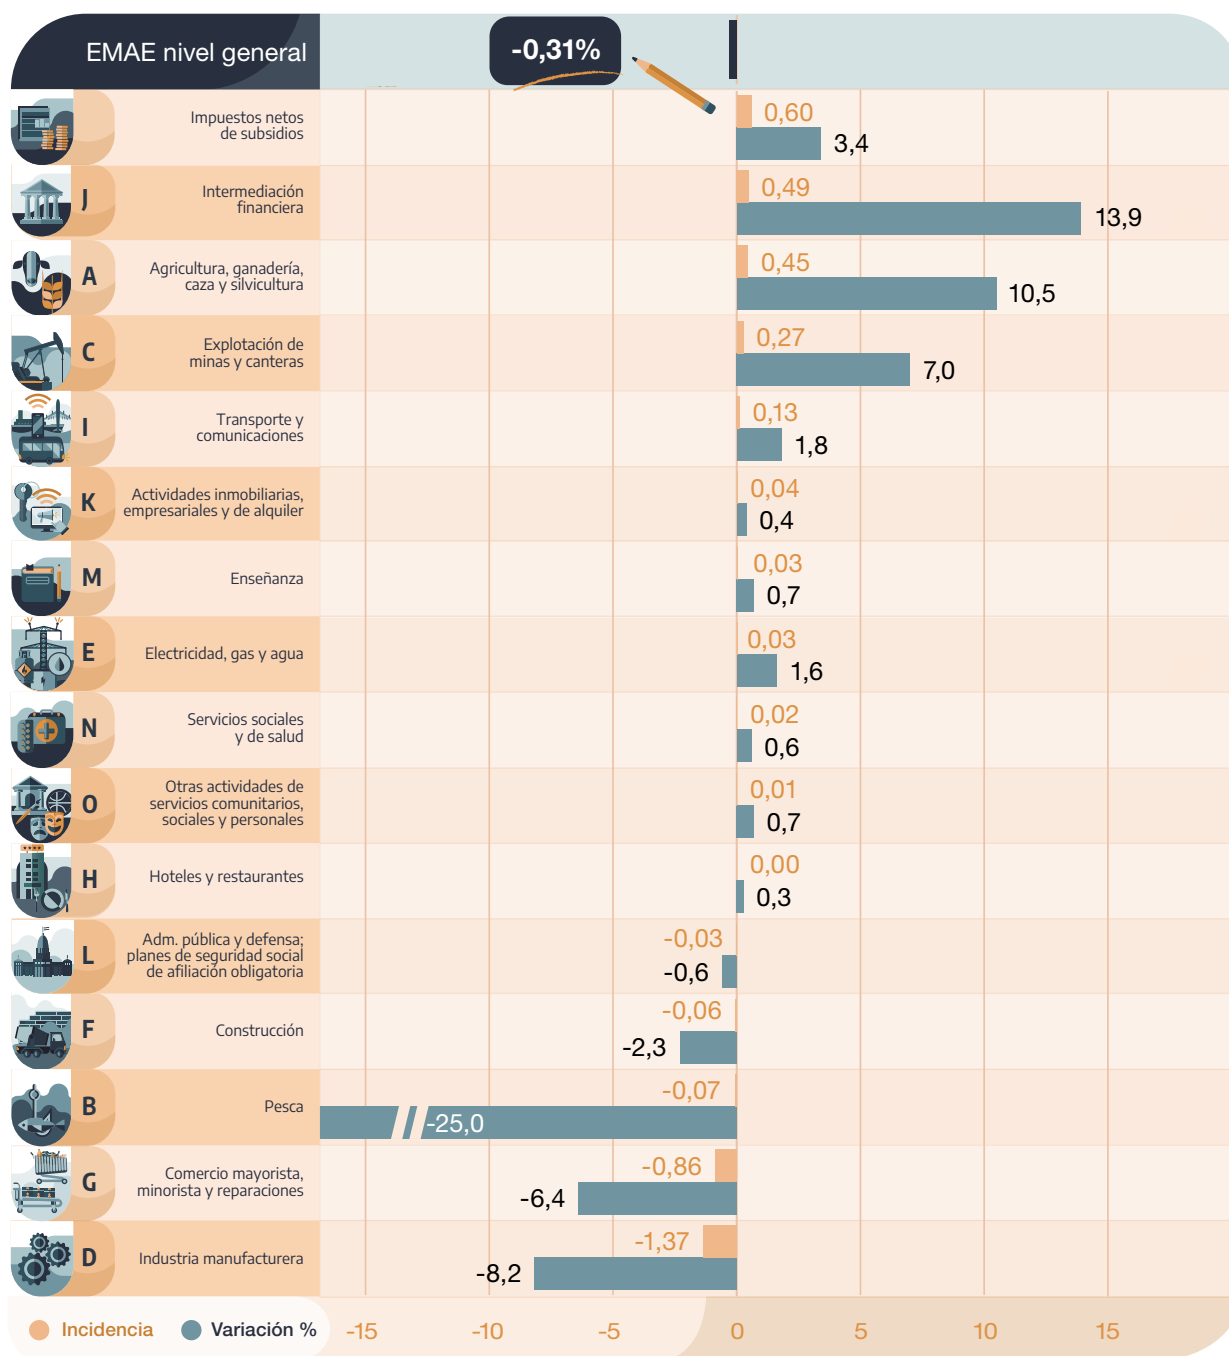 EMAE nivel general
-0,31%
Impuestos netos
de subsidios
0,60
3,4
J
Intermediación
financiera
0,49
13,9
A
Agricultura, ganadería,
caza y silvicultura
0,45
10,5
C
Explotación de
minas y canteras
0,27
7,0
I
Transporte y
comunicaciones
0,13
1,8
K
Actividades inmobiliarias,
empresariales y de alquiler
0,04
0,4
M
Enseñanza
0,03
0,7
E
Electricidad, gas y agua
0,03
1,6
N
Servicios sociales
y de salud
0,02
0,6
O
Otras actividades de
servicios comunitarios,
sociales y personales
0,01
0,7
H
Hoteles y restaurantes
0,00
0,3
L
Adm. pública y defensa;
planes de seguridad social
de afiliación obligatoria
-0,03
-0,6
F
Construcción
-0,06
-2,3
B
Pesca
-0,07
-25,0
G
Comercio mayorista,
minorista y reparaciones
-0,86
-6,4
D
Industria manufacturera
-1,37
-8,2
Incidencia Variación % -15 -10 -5 0 5 10 15